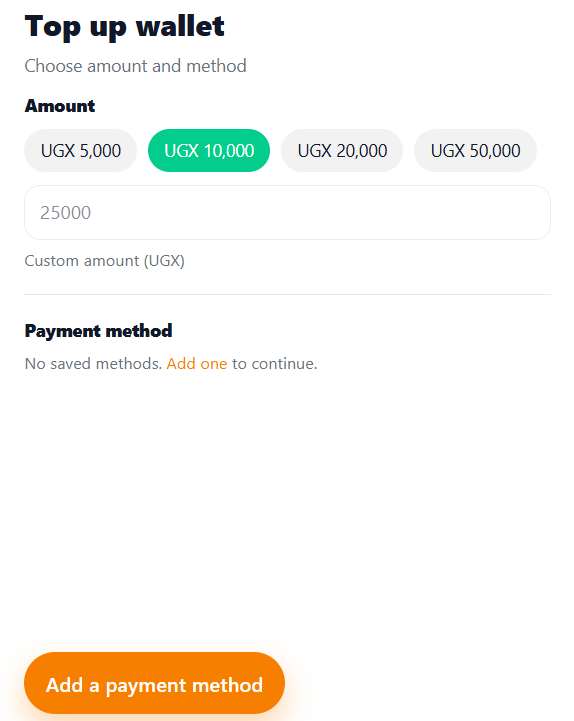 Top up wallet
Choose amount and method
Amount
UGX 5,000 UGX 10,000 UGX 20,000 UGX 50,000
25000
Custom amount (UGX)
Payment method
No saved methods. Add one to continue.
Add a payment method